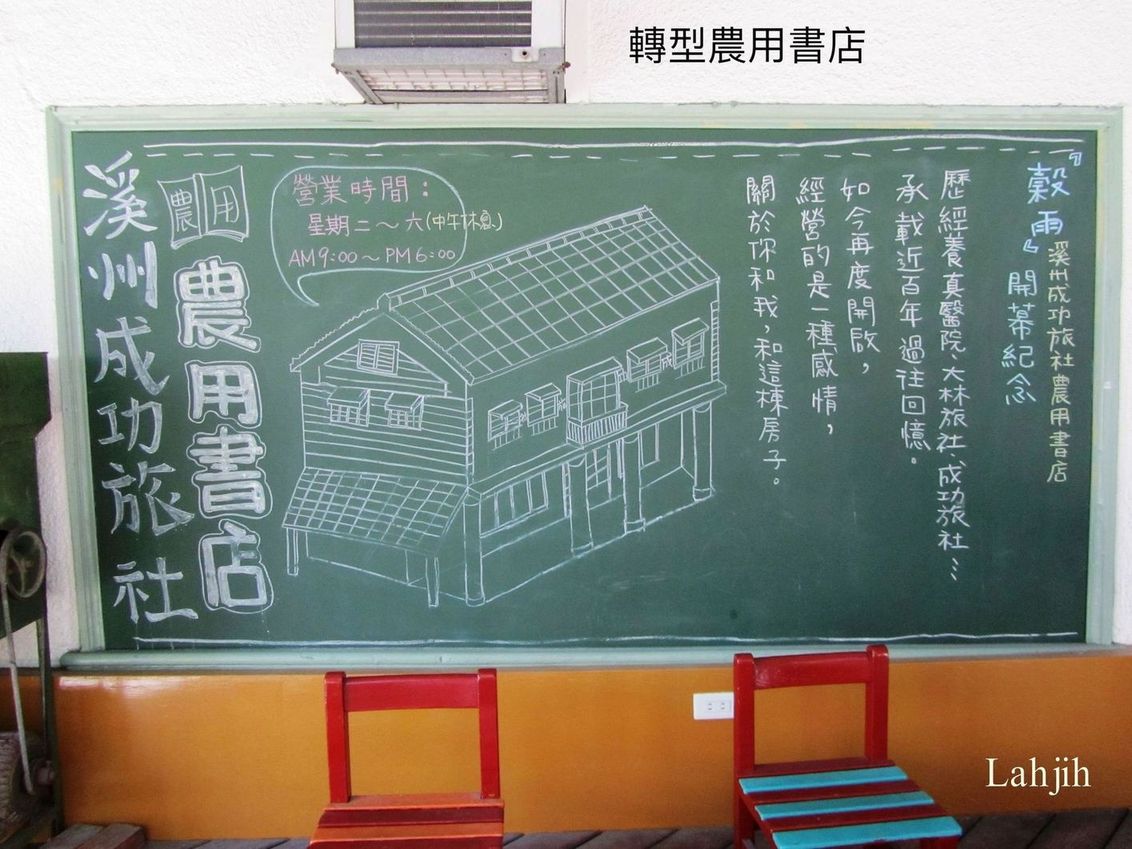 轉型農用書店
『穀雨』開幕紀念
溪州成功旅社農用書店
歷經養真醫院、大林旅社、成功旅社…
承載近百年過往回憶。
如今再度開啟，
經營的是一種感情，
關於你和我，和這棟房子。
營業時間：
星期二～六(中午休息)
AM9:00～PM6:00
農用
農用書店
溪州成功旅社
Lahjih